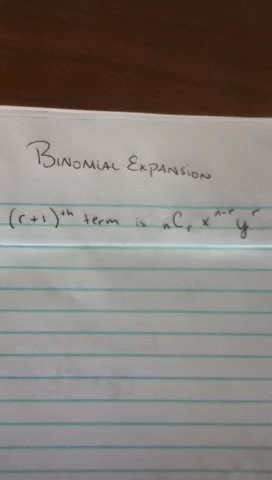 BINOMIAL EXPANSION
(r+1)ᵗʰ term is ₙCᵣ xⁿ⁻ʳ yʳ